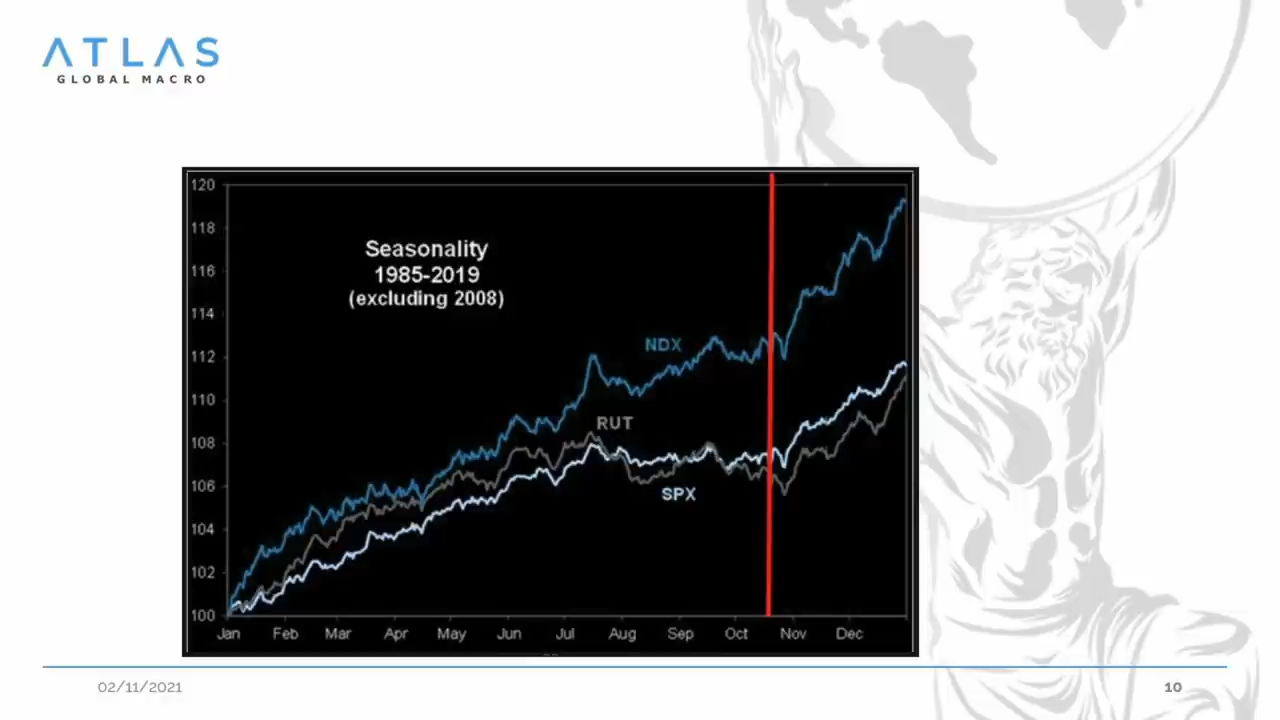 ATLAS
GLOBAL MACRO
120
118
116
114
112
110
108
106
104
102
100
Seasonality
1985-2019
(excluding 2008)
NDX
RUT
SPX
Jan Feb Mar Apr May Jun Jul Aug Sep Oct Nov Dec
02/11/2021
10